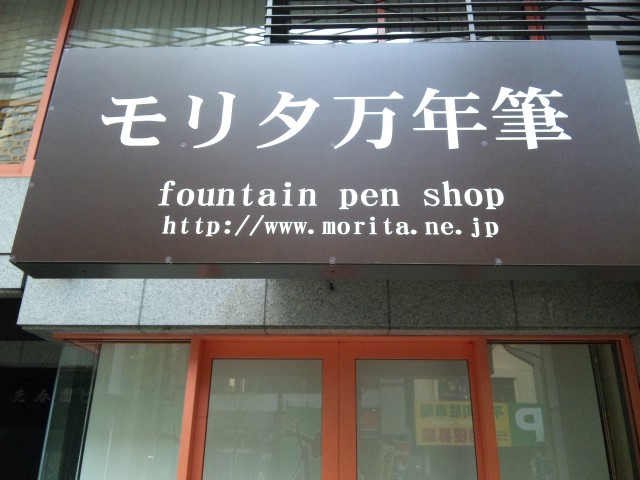 モリタ万年筆
fountain pen shop
http://www.morita.ne.jp
P